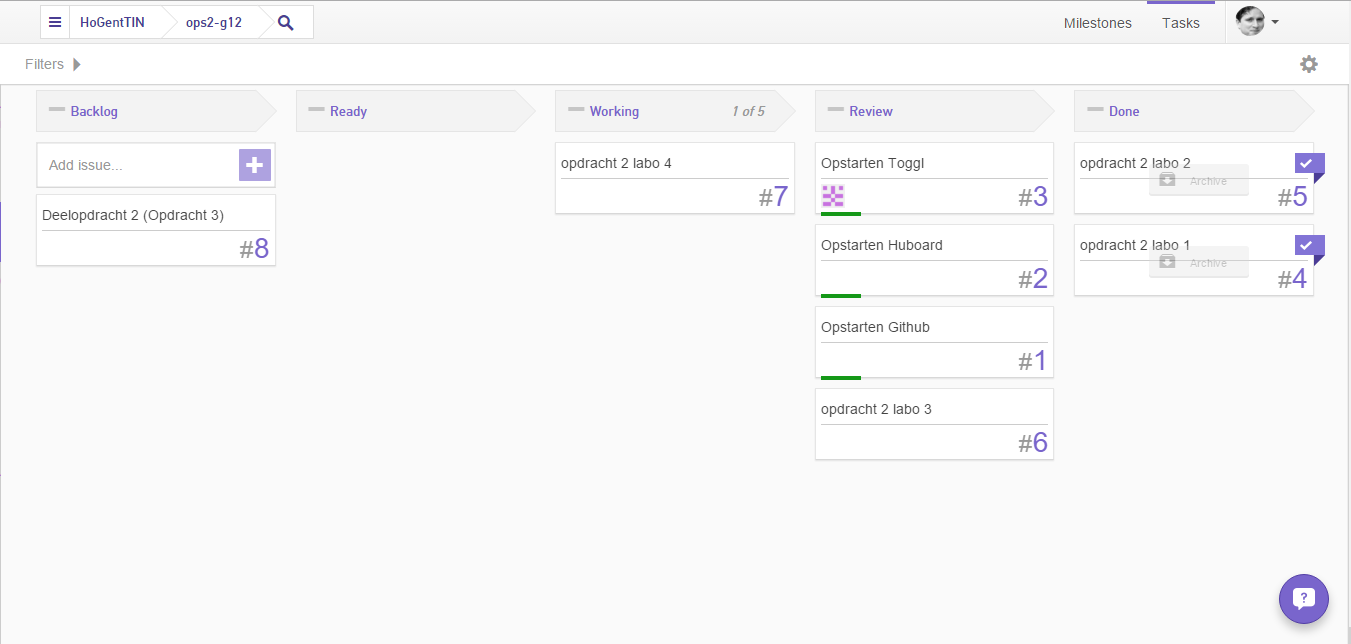 HoGentTIN ops2-g12
Milestones Tasks
Filters
Backlog
Add issue...
Deelopdracht 2 (Opdracht 3)
#8
Ready
Working 1 of 5
opdracht 2 labo 4
#7
Review
Opstarten Toggl
#3
Opstarten Huboard
#2
Opstarten Github
#1
opdracht 2 labo 3
#6
Done
opdracht 2 labo 2
Archive
#5
opdracht 2 labo 1
Archive
#4
?